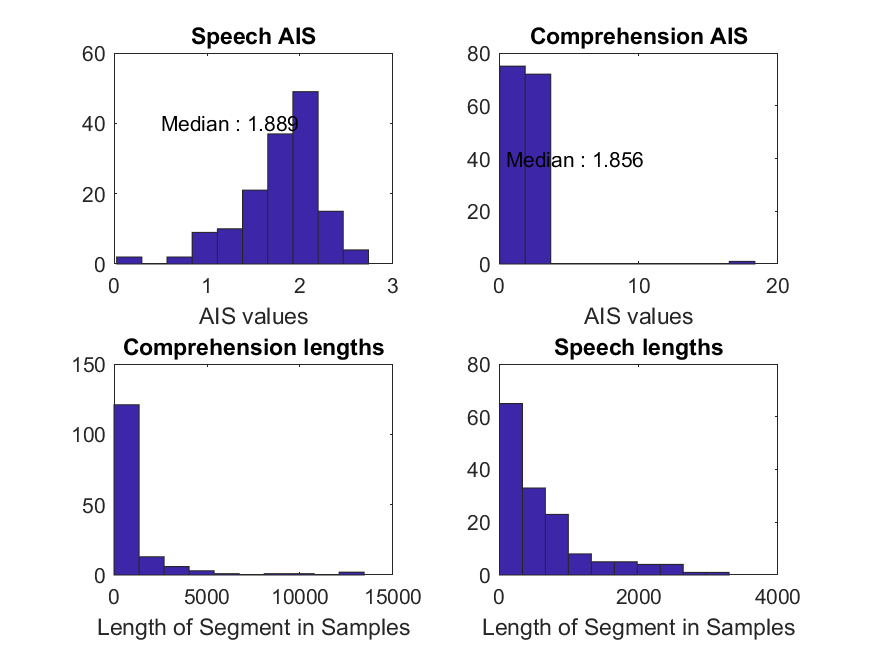 Speech AIS
60
40
20
0
Median : 1.889
0 1 2 3
AIS values
Comprehension AIS
80
60
40
20
0
Median : 1.856
0 10 20
AIS values
Comprehension lengths
150
100
50
0
0 5000 10000 15000
Length of Segment in Samples
Speech lengths
80
60
40
20
0
0 2000 4000
Length of Segment in Samples